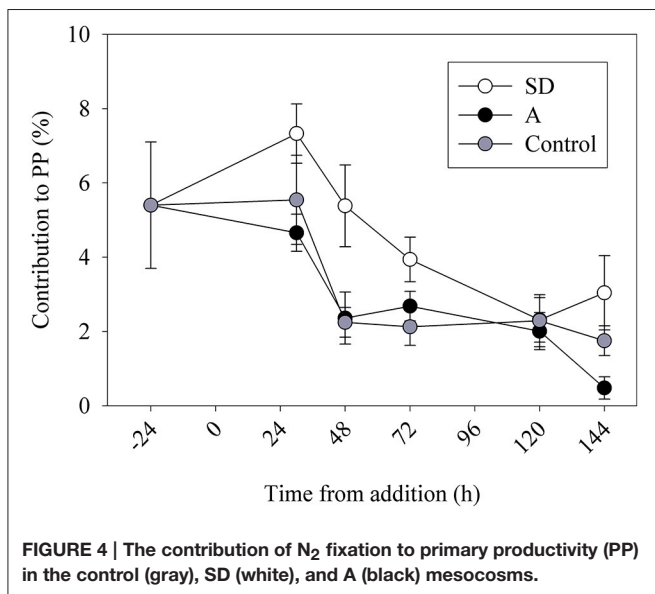 10
8
6
4
2
0
Contribution to PP (%)
SD
A
Control
-24 0 24 48 72 96 120 144
Time from addition (h)
FIGURE 4 | The contribution of N₂ fixation to primary productivity (PP)
in the control (gray), SD (white), and A (black) mesocosms.